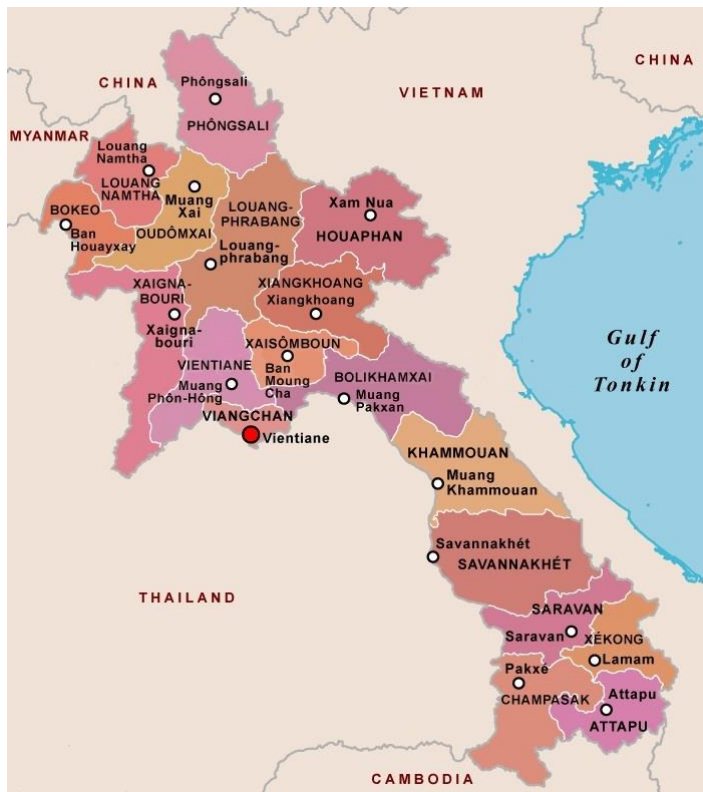 CHINA
VIETNAM
CHINA
MYANMAR
Phôngsali
PHÔNGSALI
Louang
Namtha
LOUANG
NAMTHA
BOKEO
Ban
Houayxay
Muang
Xai
OUDÔMXAI
LOUANG-
PHRABANG
Louang-
phrabang
Xam Nua
HOUAPHAN
XAIGNA-
BOURI
Xaigna-
bouri
XIANGKHOANG
Xiangkhoang
XAISÔMBOUN
Ban
Moung
Cha
VIENTIANE
Muang
Phôn-Hông
BOLIKHAMXAI
Muang
Pakxan
VIANGCHAN
Vientiane
Gulf
of
Tonkin
KHAMMOUAN
Muang
Khammouan
Savannakhét
SAVANNAKHÉT
THAILAND
SARAVAN
Saravan
XÉKONG
Lamam
Pakxé
CHAMPASAK
Attapu
ATTAPU
CAMBODIA